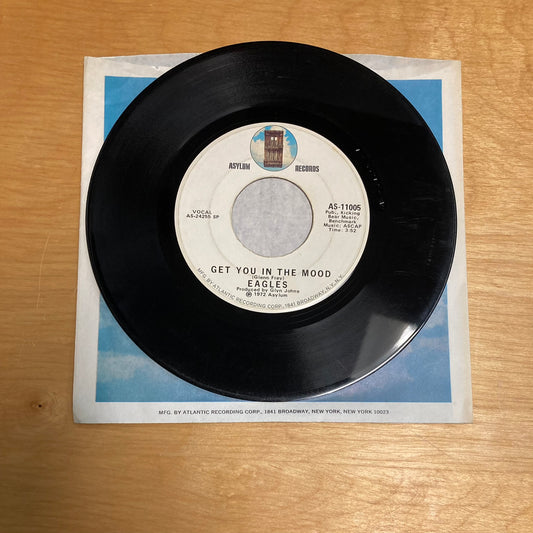 ASYLUM RECORDS
VOCAL
AS-24255 SP
AS-11005
Pub., Kicking
Bear Music,
Benchmark
Music: ASCAP
Time: 3:52
GET YOU IN THE MOOD
(Glenn Frey)
EAGLES
Produced by Glyn Johns
℗ 1972 Asylum
MFG. BY ATLANTIC RECORDING CORP., 1841 BROADWAY, N.Y., N.Y.
MFG. BY ATLANTIC RECORDING CORP., 1841 BROADWAY, NEW YORK, NEW YORK 10023